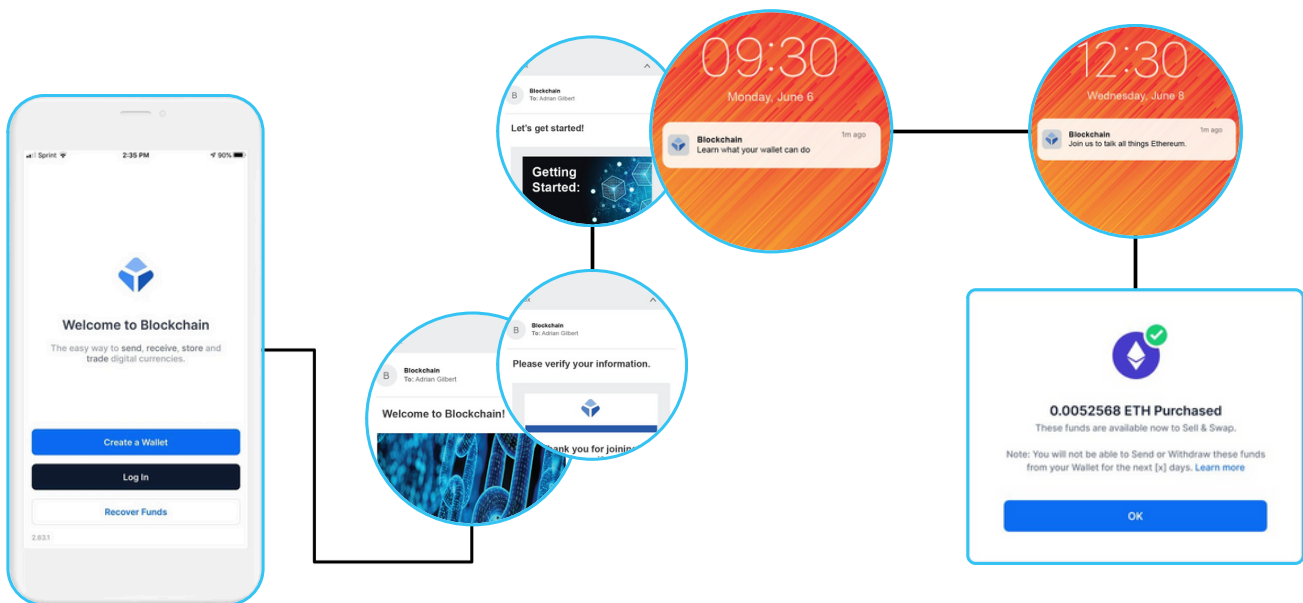 Sprint
2:35 PM
90%
Welcome to Blockchain
The easy way to send, receive, store and
trade digital currencies.
Create a Wallet
Log In
Recover Funds
2.63.1
B
Blockchain
To: Adrian Gilbert
Welcome to Blockchain!
B
Blockchain
To: Adrian Gilbert
Please verify your information.
hank you for joining
B
Blockchain
To: Adrian Gilbert
Let's get started!
Getting
Started:
09:30
Monday, June 6
Blockchain
1m ago
Learn what your wallet can do
12:30
Wednesday, June 8
Blockchain
1m ago
Join us to talk all things Ethereum.
0.0052568 ETH Purchased
These funds are available now to Sell & Swap.
Note: You will not be able to Send or Withdraw these funds
from your Wallet for the next [x] days. Learn more
OK